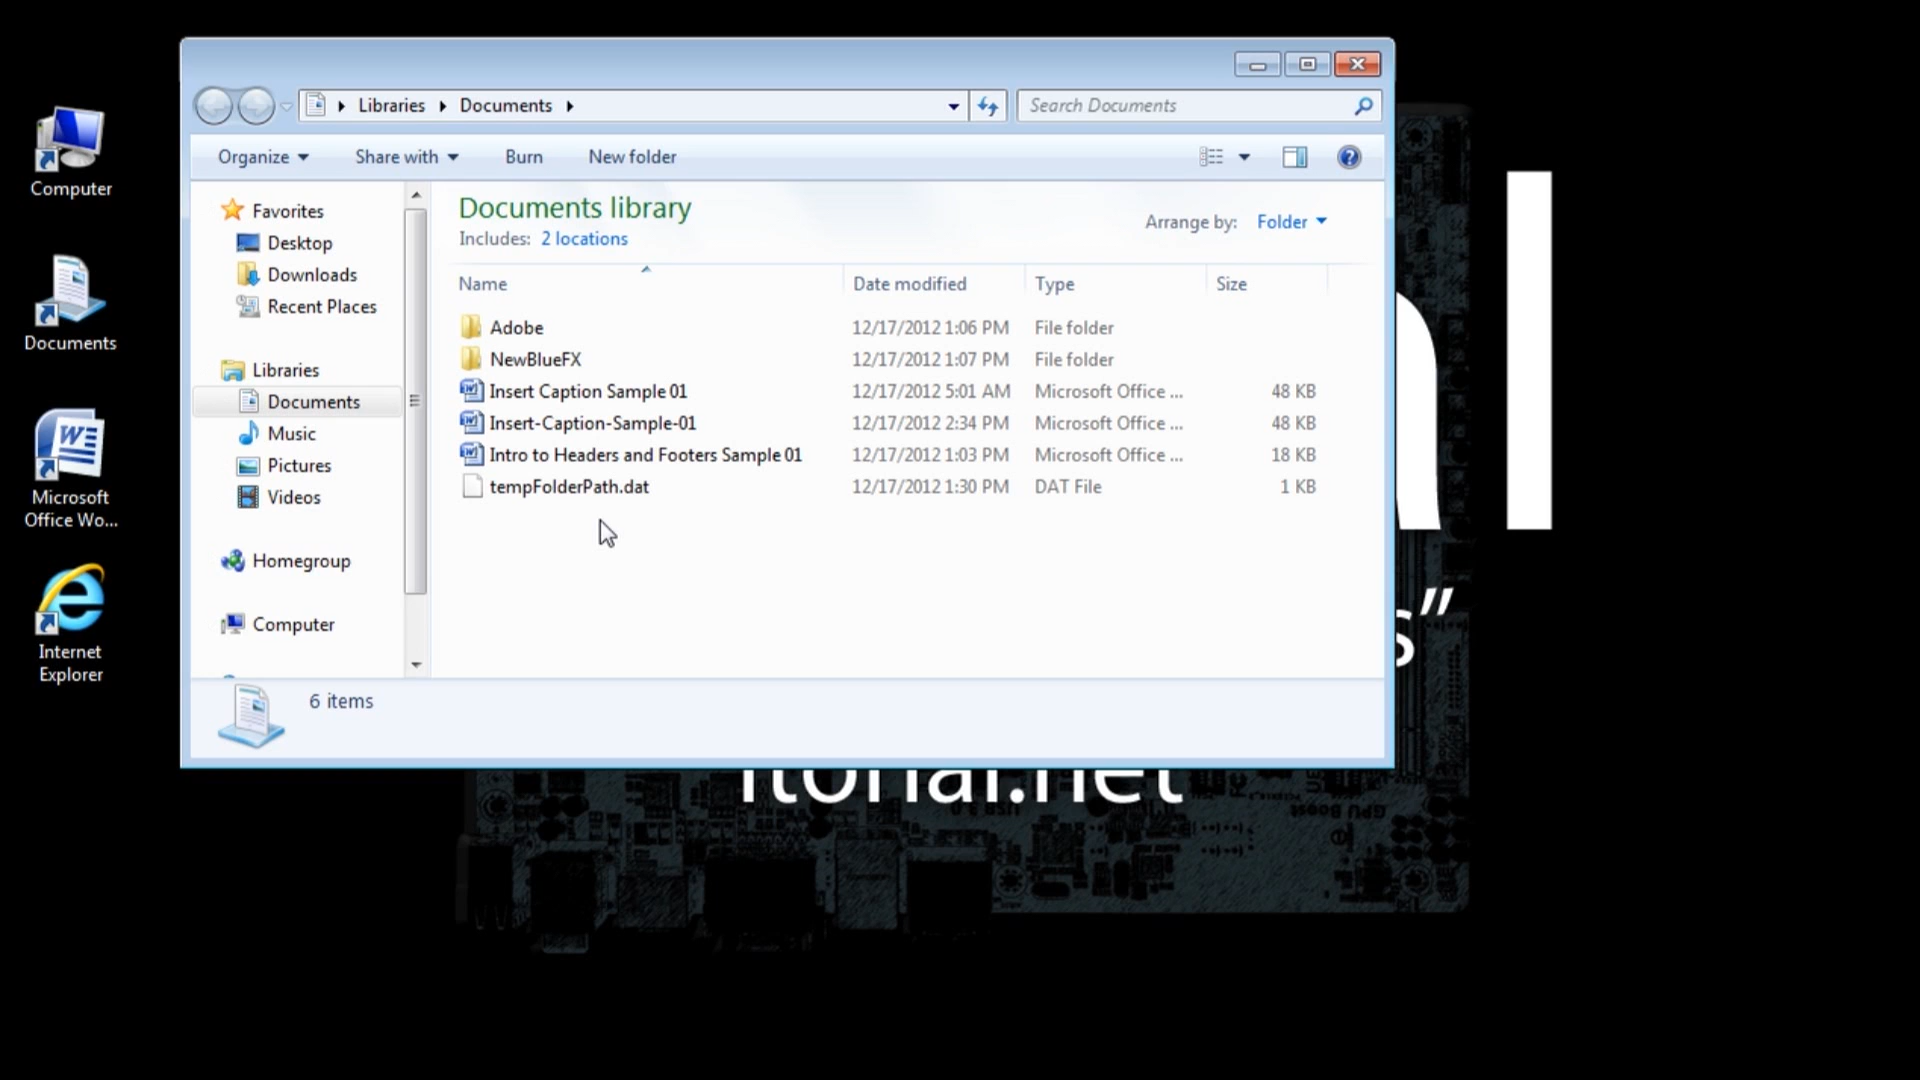 Computer
Documents
Microsoft
Office Wo...
Internet
Explorer
Libraries
Documents
Search Documents
Organize
Share with
Burn
New folder
Favorites
Desktop
Downloads
Recent Places
Libraries
Documents
Music
Pictures
Videos
Homegroup
Computer
Documents library
Includes: 2 locations
Arrange by: Folder
Name Date modified Type Size
Adobe 12/17/2012 1:06 PM File folder
NewBlueFX 12/17/2012 1:07 PM File folder
Insert Caption Sample 01 12/17/2012 5:01 AM Microsoft Office ... 48 KB
Insert-Caption-Sample-01 12/17/2012 2:34 PM Microsoft Office ... 48 KB
Intro to Headers and Footers Sample 01 12/17/2012 1:03 PM Microsoft Office ... 18 KB
tempFolderPath.dat 12/17/2012 1:30 PM DAT File 1 KB
6 items
s”
itorial.net
GPU Boost